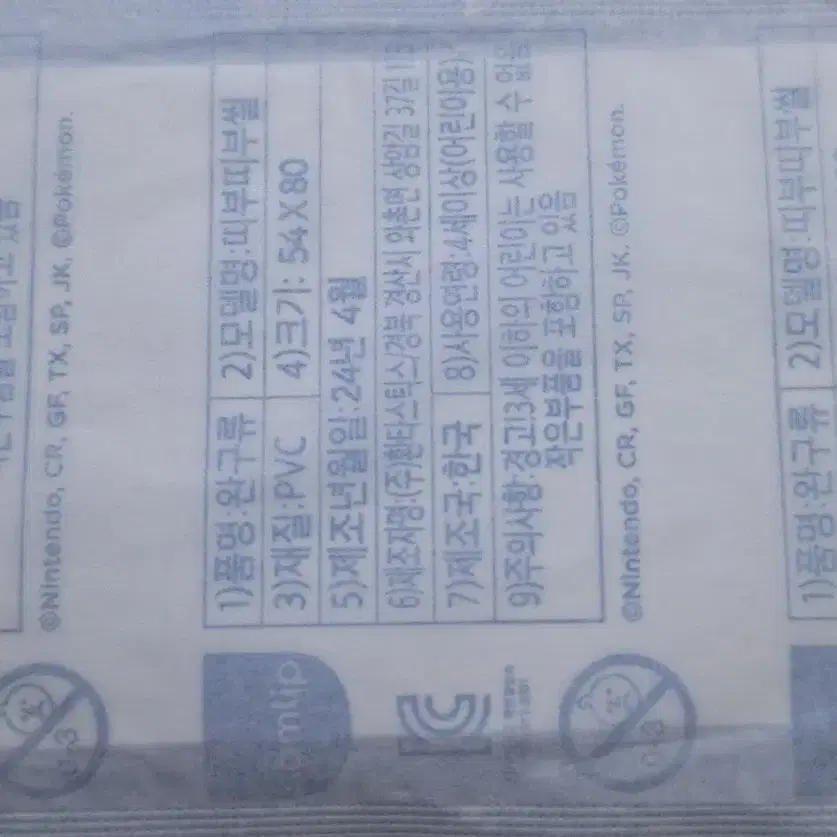 ©Nintendo, CR, GF, TX, SP, JK, ©Pokémon.
1)품명:완구류 2)모델명:띠부띠부씰
3)재질:PVC 4)크기: 54X80
5)제조년월일:24년 4월
6)제조자명:(주)환타스틱스/경북 경산시 와촌면 상암길 37길
7)제조국:한국 8)사용연령:4세이상(어린이용)
9)주의사항:경고!3세 이하의 어린이는 사용할 수 없음
작은부품을 포함하고 있음
©Nintendo, CR, GF, TX, SP, JK, ©Pokémon.
0-3
0-3
1)품명:완구류 2)모델명:띠부띠부씰